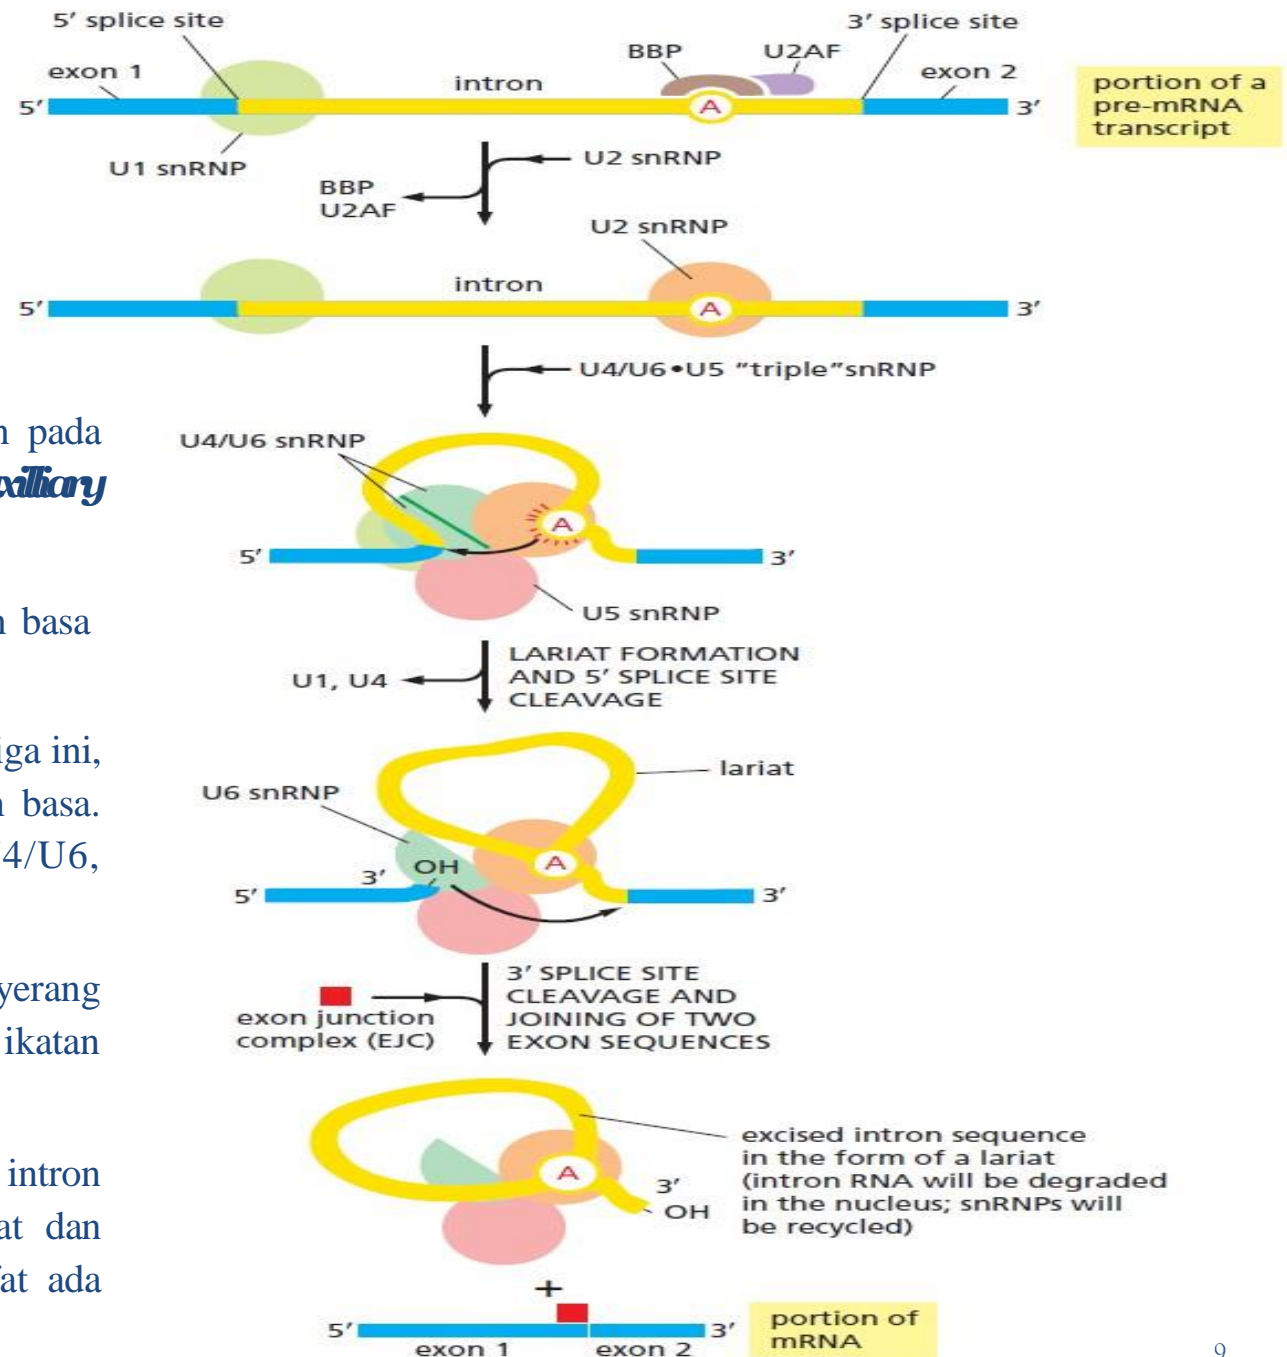 5′ splice site
3′ splice site
BBP
U2AF
exon 1
intron
exon 2
portion of a
pre-mRNA
transcript
5′
A
3′
U1 snRNP
U2 snRNP
BBP
U2AF
U2 snRNP
intron
5′
A
3′
U4/U6•U5 “triple”snRNP
n pada
U4/U6 snRNP
xilliary
A
5′
3′
U5 snRNP
n basa
LARIAT FORMATION
AND 5′ SPLICE SITE
CLEAVAGE
U1, U4
iga ini,
lariat
U6 snRNP
n basa.
4/U6,
OH
A
3′
5′
3′
yerang
3′ SPLICE SITE
CLEAVAGE AND
JOINING OF TWO
EXON SEQUENCES
exon junction
complex (EJC)
ikatan
excised intron sequence
in the form of a lariat
(intron RNA will be degraded
in the nucleus; snRNPs will
be recycled)
intron
A
3′
OH
at dan
at ada
+
portion of
mRNA
5′
3′
exon 1
exon 2
9